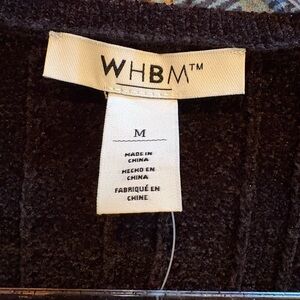 WHBM™
M
MADE IN
CHINA
HECHO EN
CHINA
FABRIQUÉ EN
CHINE